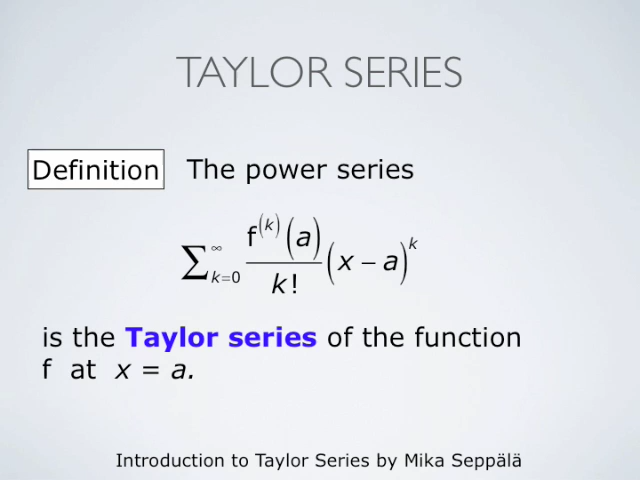 TAYLOR SERIES
Definition The power series
∑_{k=0}^{∞} f^{(k)}(a)/k! (x − a)^k
is the Taylor series of the function
f at x = a.
Introduction to Taylor Series by Mika Seppälä